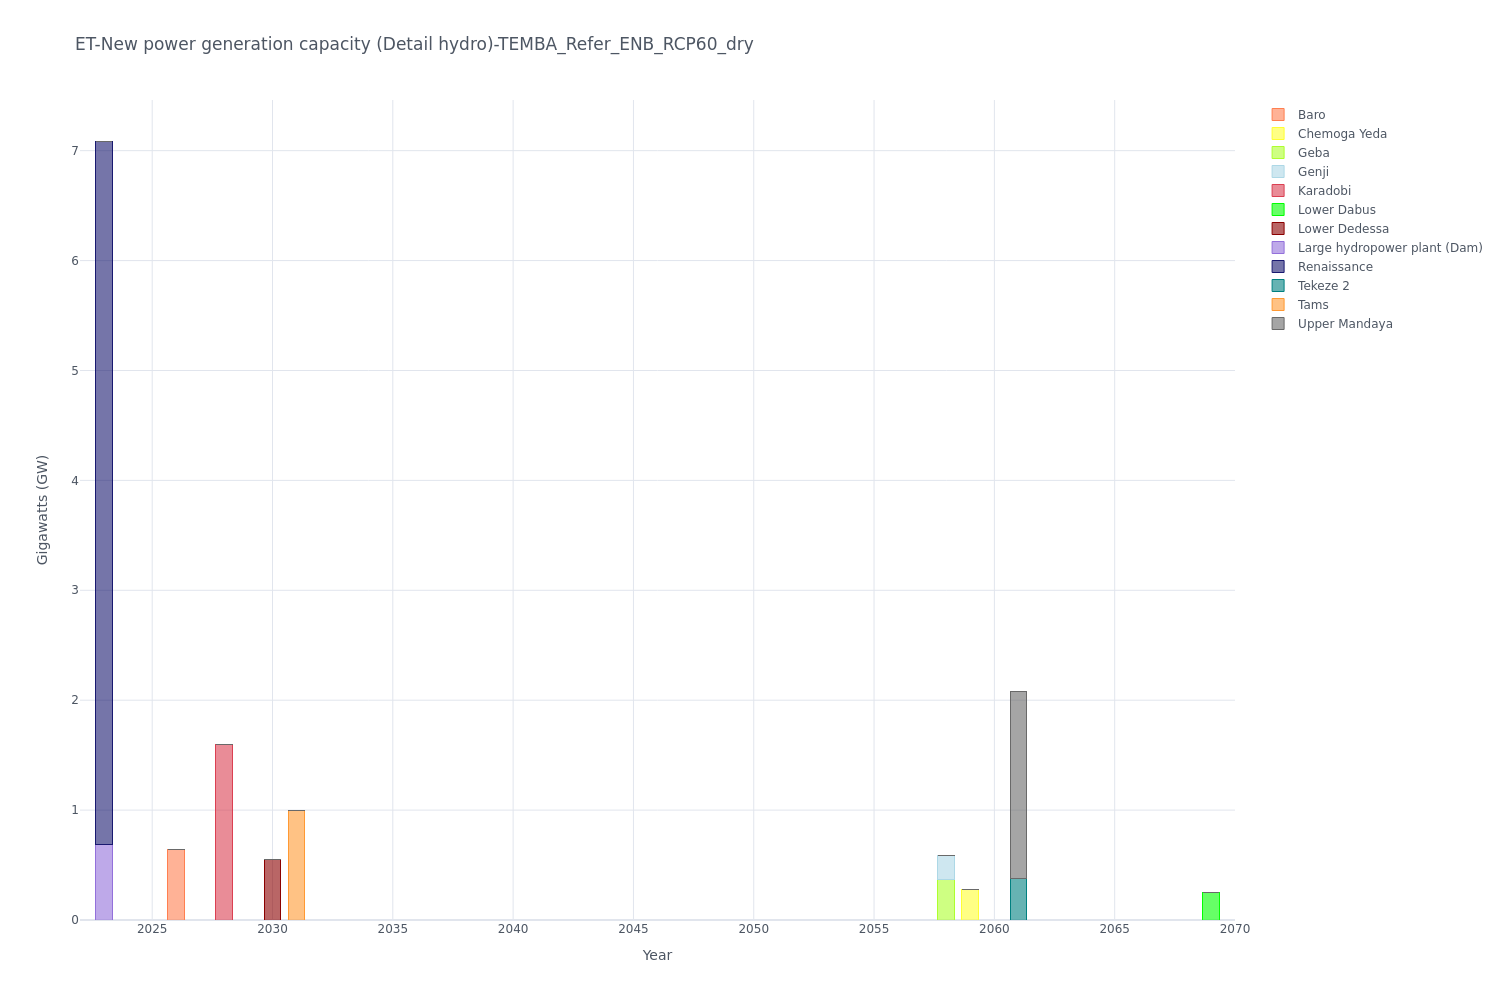 ET-New power generation capacity (Detail hydro)-TEMBA_Refer_ENB_RCP60_dry
Baro
Chemoga Yeda
Geba
Genji
Karadobi
Lower Dabus
Lower Dedessa
Large hydropower plant (Dam)
Renaissance
Tekeze 2
Tams
Upper Mandaya
7
6
5
4
3
2
1
0
Gigawatts (GW)
2025 2030 2035 2040 2045 2050 2055 2060 2065 2070
Year